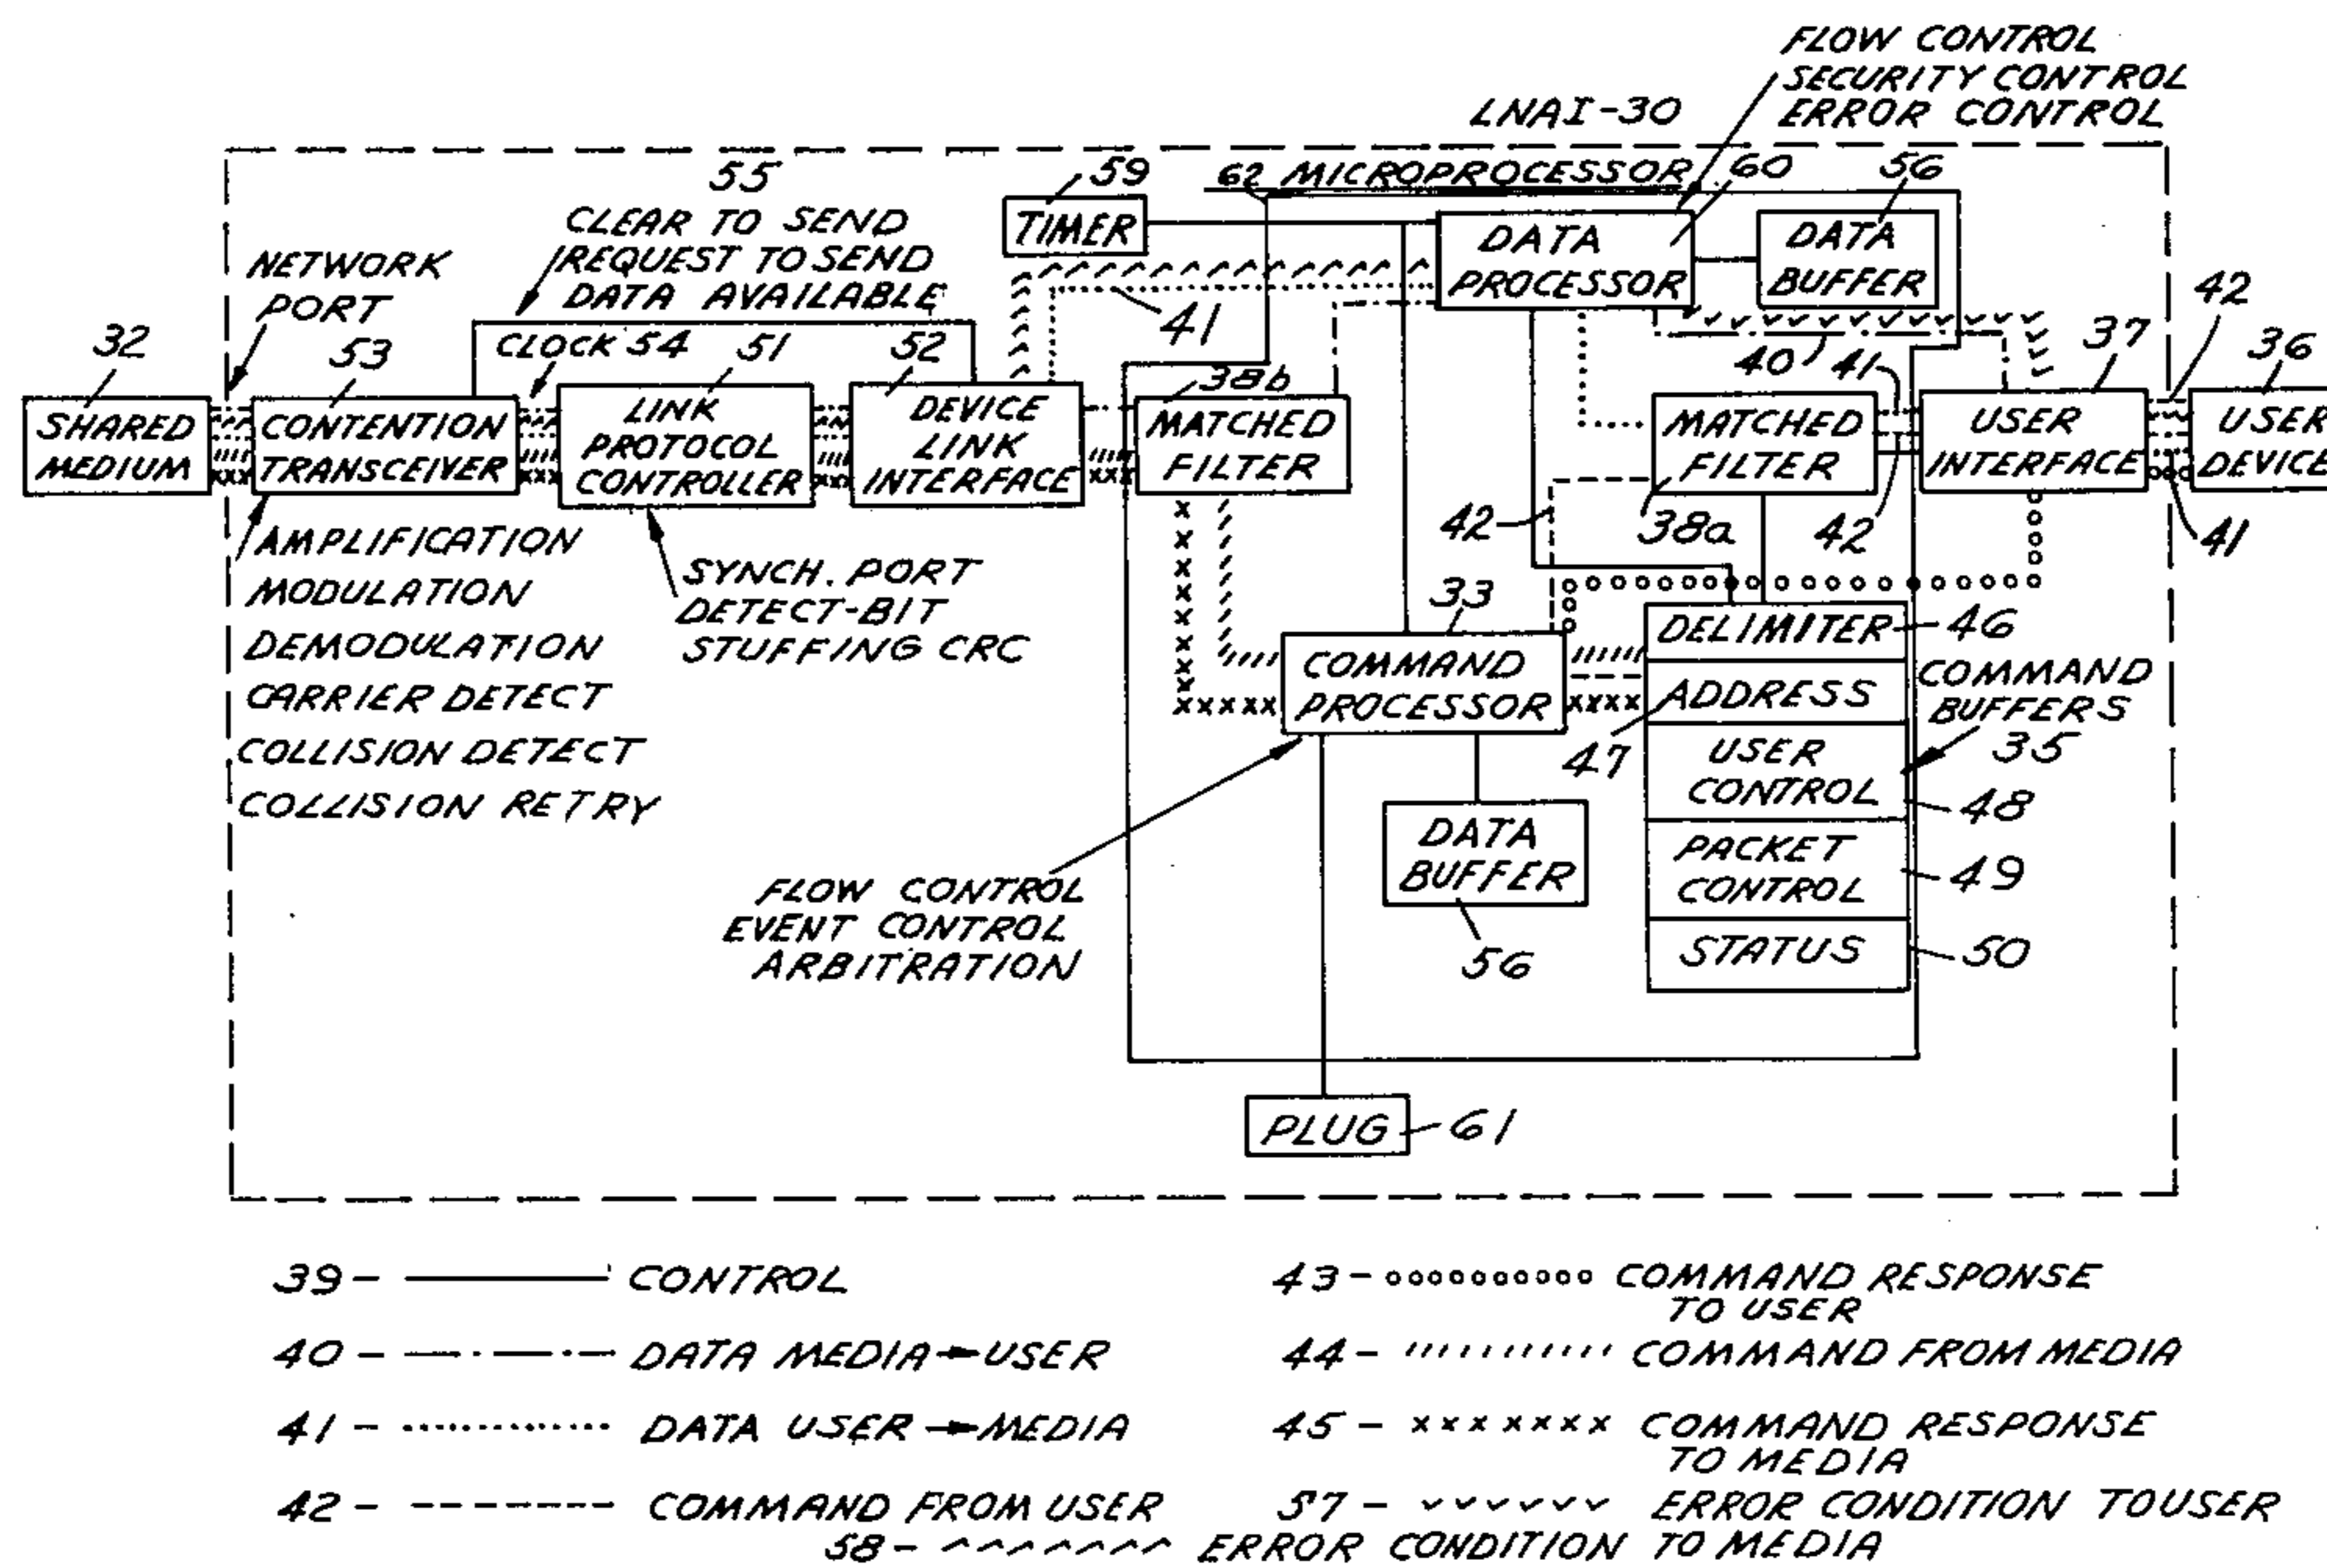 FLOW CONTROL
SECURITY CONTROL
ERROR CONTROL
LNAI-30
55
CLEAR TO SEND
REQUEST TO SEND
DATA AVAILABLE
59
TIMER
62
MICROPROCESSOR
60
56
DATA
PROCESSOR
DATA
BUFFER
NETWORK
PORT
41
42
32
53
CLOCK 54
51
52
38b
40
41
37
36
SHARED
MEDIUM
CONTENTION
TRANSCEIVER
LINK
PROTOCOL
CONTROLLER
DEVICE
LINK
INTERFACE
MATCHED
FILTER
MATCHED
FILTER
USER
INTERFACE
USER
DEVICE
42
38a
42
41
AMPLIFICATION
MODULATION
DEMODULATION
CARRIER DETECT
COLLISION DETECT
COLLISION RETRY
SYNCH. PORT
DETECT-BIT
STUFFING CRC
33
COMMAND
PROCESSOR
DELIMITER
46
ADDRESS
47
USER
CONTROL
48
PACKET
CONTROL
49
STATUS
50
COMMAND
BUFFERS
35
DATA
BUFFER
56
FLOW CONTROL
EVENT CONTROL
ARBITRATION
PLUG
61
39 - CONTROL
40 - DATA MEDIA → USER
41 - DATA USER → MEDIA
42 - COMMAND FROM USER
43 - COMMAND RESPONSE
TO USER
44 - COMMAND FROM MEDIA
45 - COMMAND RESPONSE
TO MEDIA
57 - ERROR CONDITION TO USER
58 - ERROR CONDITION TO MEDIA